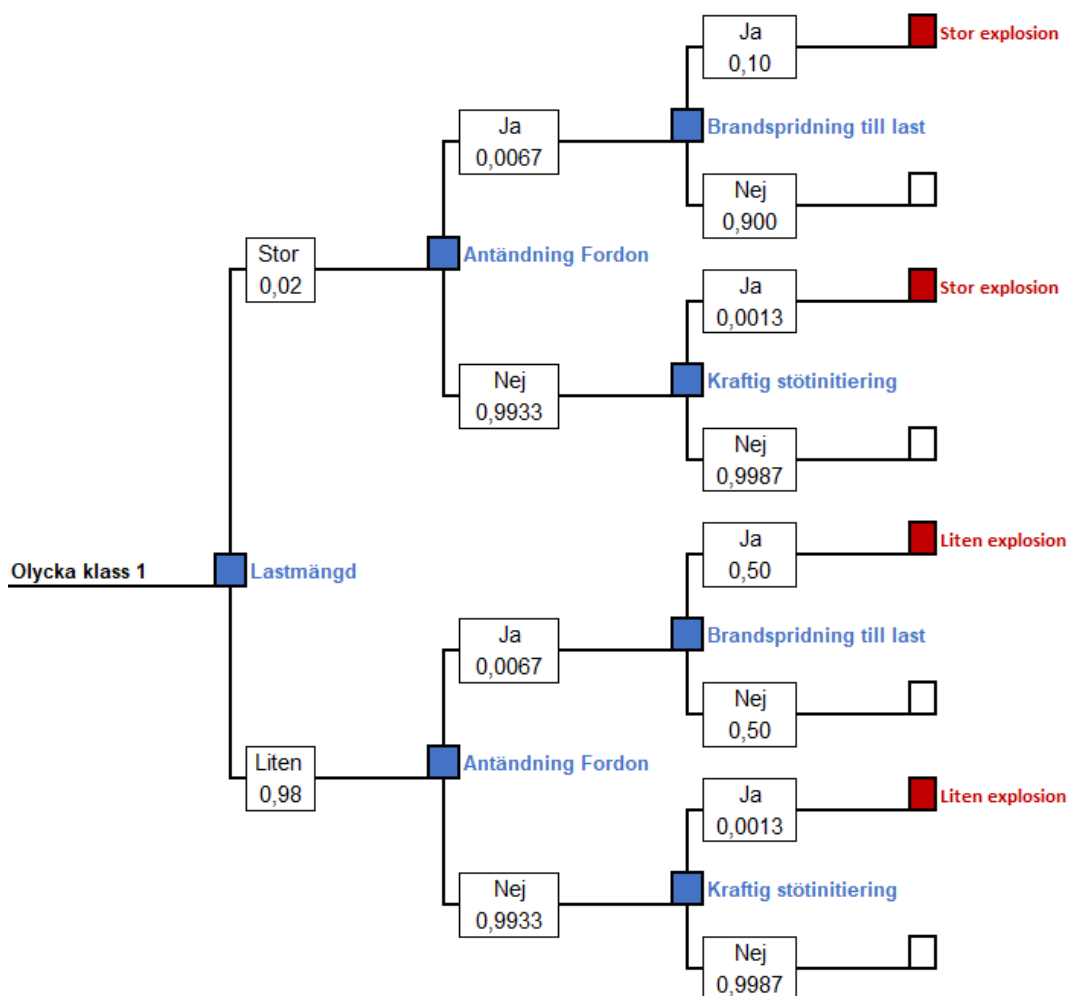 Ja
0,10
Stor explosion
Brandspridning till last
Ja
0,0067
Nej
0,900
Stor
0,02
Antändning Fordon
Ja
0,0013
Stor explosion
Kraftig stötinitiering
Nej
0,9933
Nej
0,9987
Olycka klass 1
Lastmängd
Ja
0,50
Liten explosion
Brandspridning till last
Ja
0,0067
Nej
0,50
Liten
0,98
Antändning Fordon
Ja
0,0013
Liten explosion
Kraftig stötinitiering
Nej
0,9933
Nej
0,9987